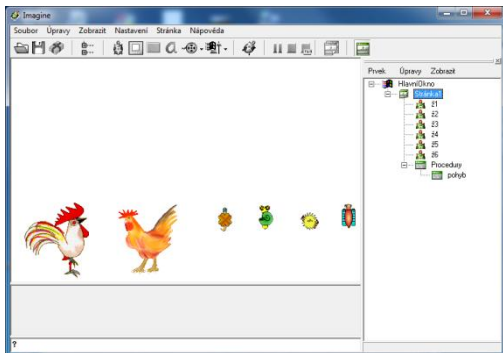 Imagine
Soubor Úpravy Zobrazit Nastavení Stránka Nápověda
Prvek Úpravy Zobrazit
HlavníOkno
Stránka1
ž1
ž2
ž3
ž4
ž5
ž6
Procedury
pohyb
?